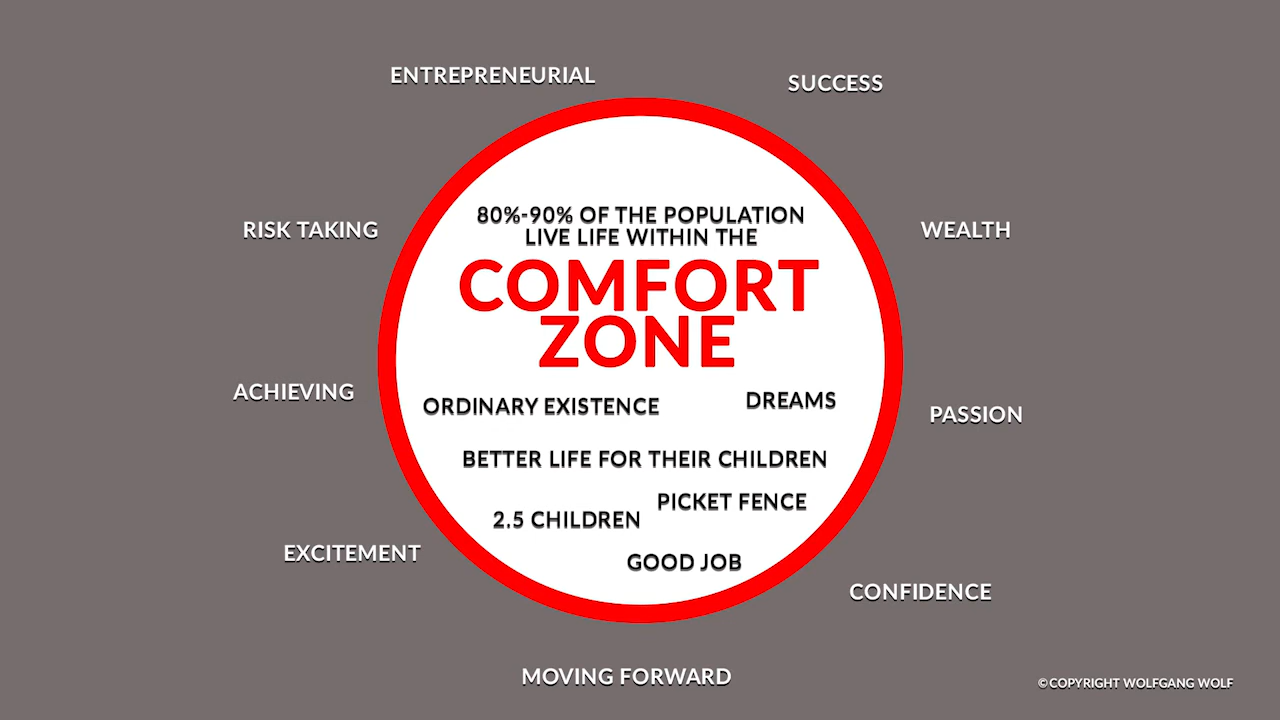 ENTREPRENEURIAL
SUCCESS
80%-90% OF THE POPULATION
LIVE LIFE WITHIN THE
COMFORT
ZONE
RISK TAKING
WEALTH
ACHIEVING
ORDINARY EXISTENCE
DREAMS
PASSION
BETTER LIFE FOR THEIR CHILDREN
PICKET FENCE
2.5 CHILDREN
EXCITEMENT
GOOD JOB
CONFIDENCE
MOVING FORWARD
©COPYRIGHT WOLFGANG WOLF